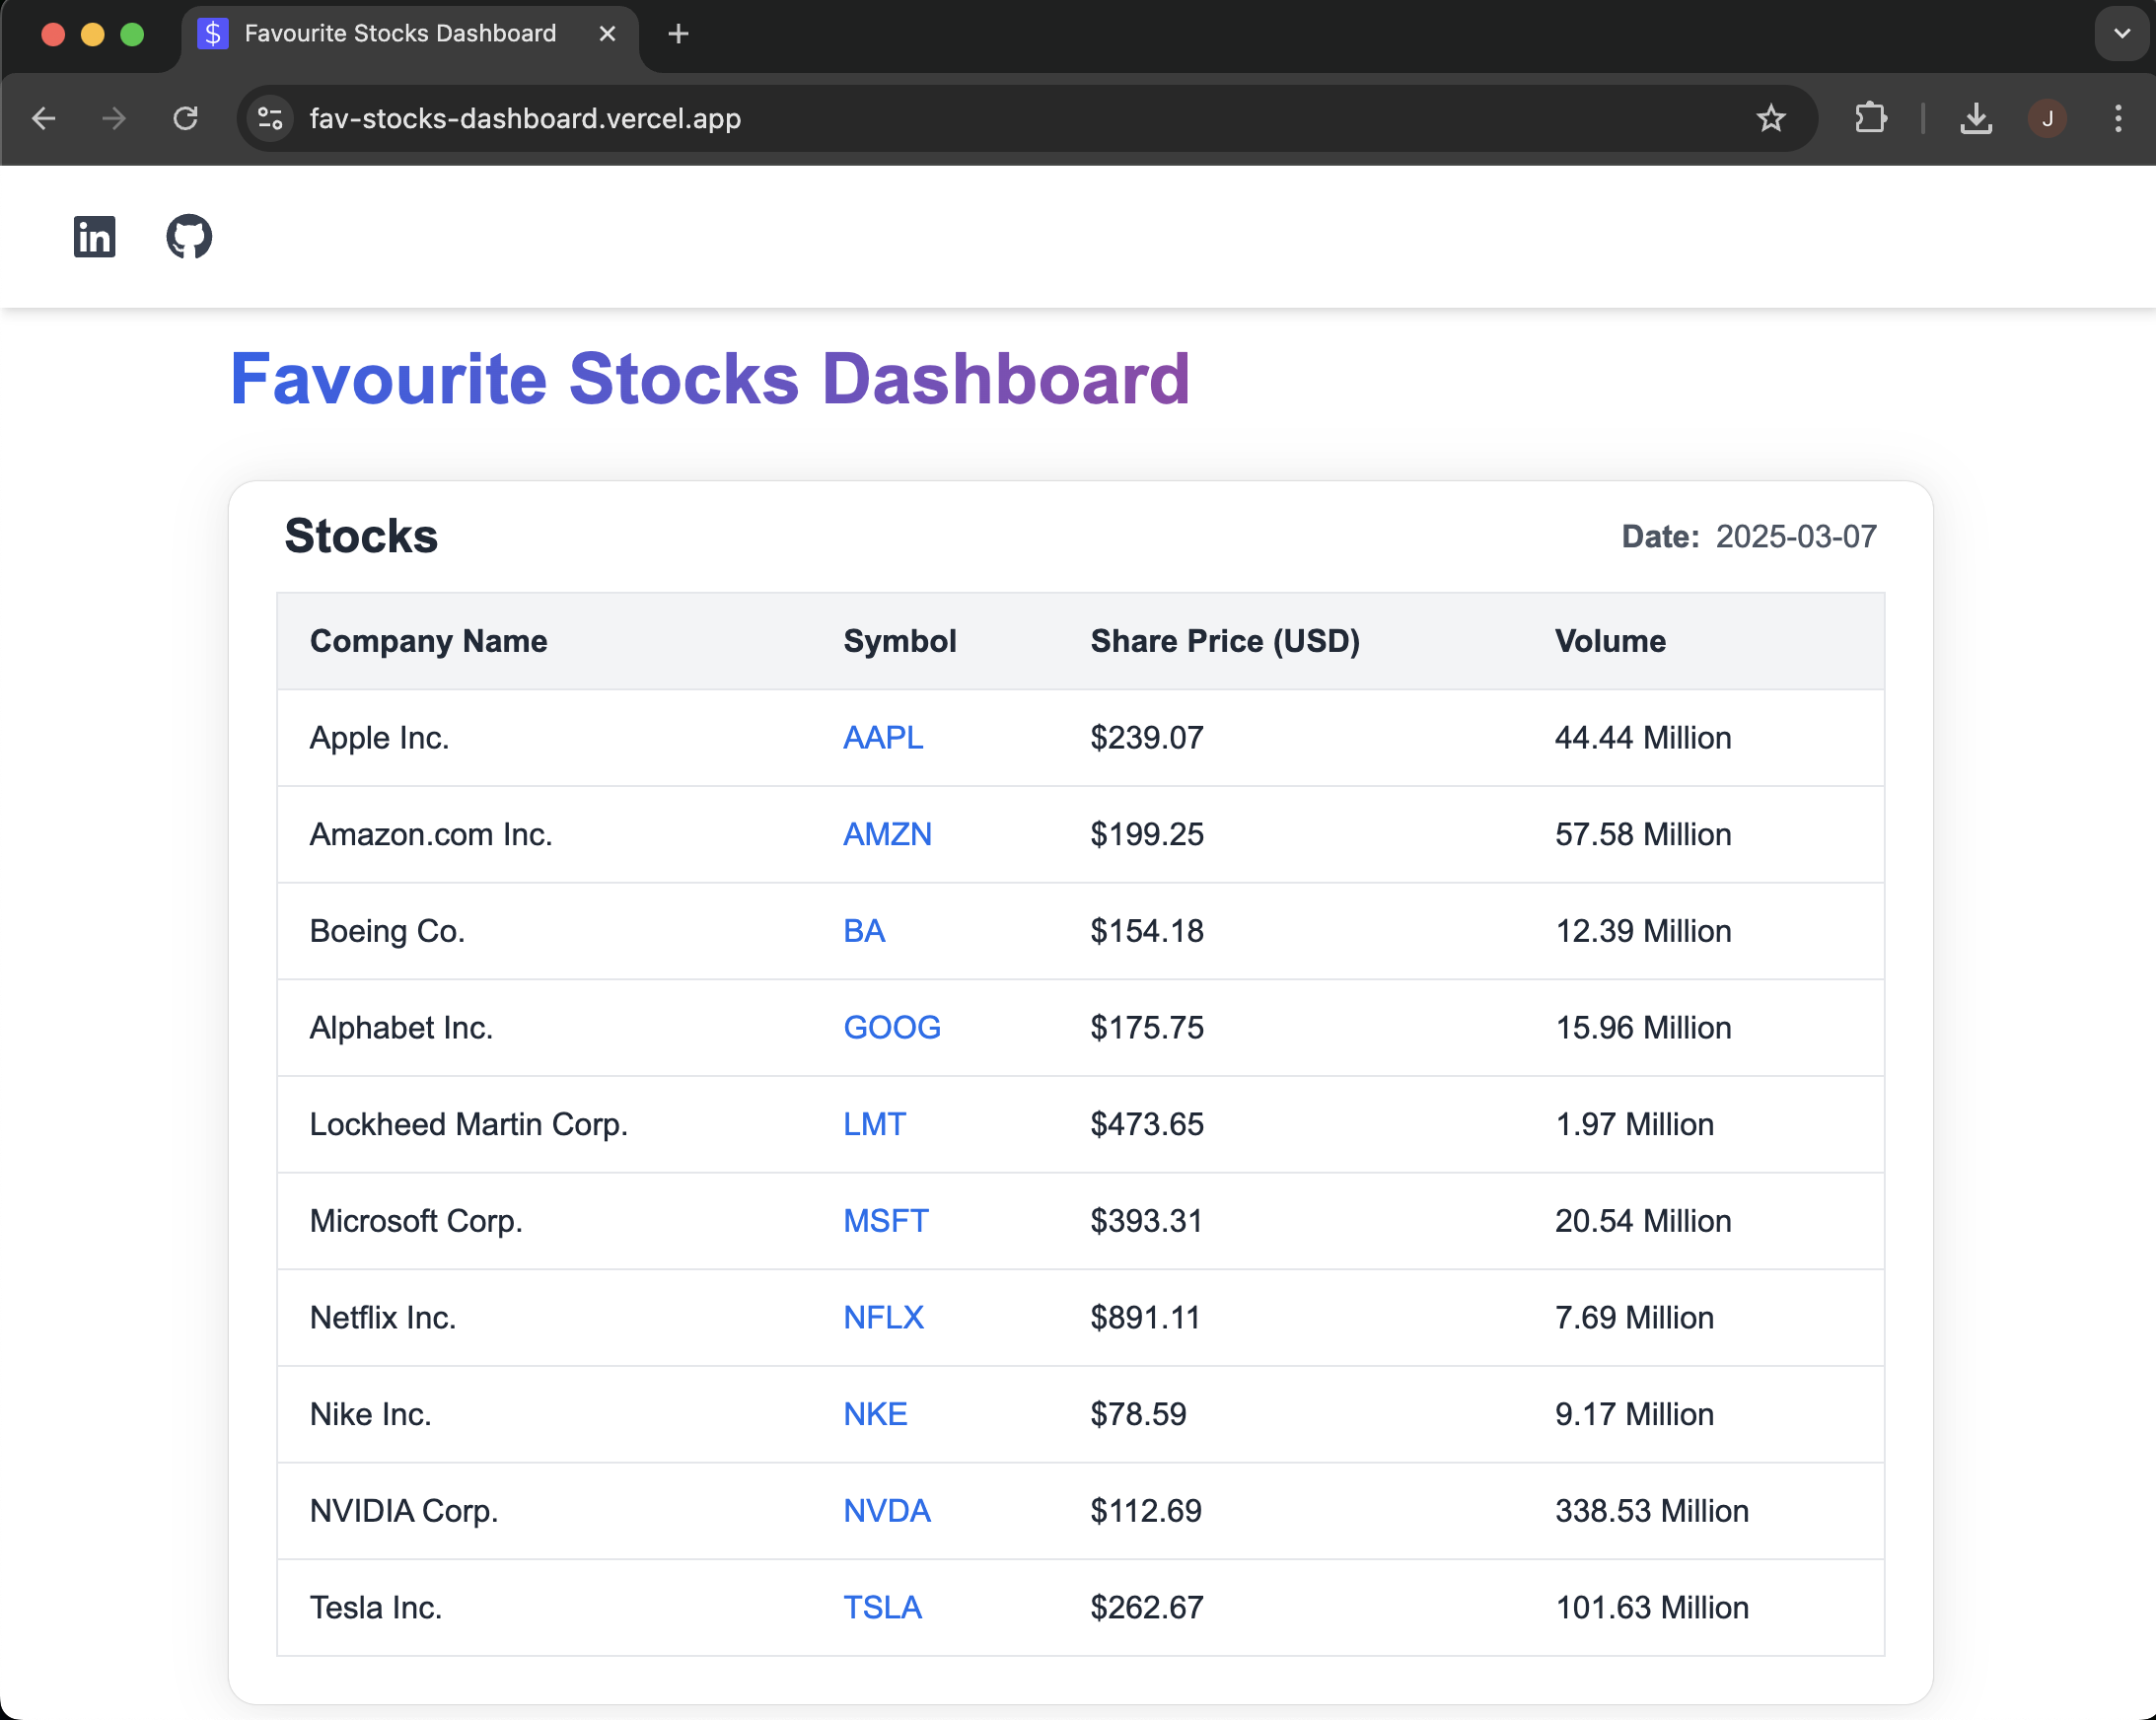 Favourite Stocks Dashboard
fav-stocks-dashboard.vercel.app
J
in
Favourite Stocks Dashboard
Stocks Date: 2025-03-07
Company Name Symbol Share Price (USD) Volume
Apple Inc. AAPL $239.07 44.44 Million
Amazon.com Inc. AMZN $199.25 57.58 Million
Boeing Co. BA $154.18 12.39 Million
Alphabet Inc. GOOG $175.75 15.96 Million
Lockheed Martin Corp. LMT $473.65 1.97 Million
Microsoft Corp. MSFT $393.31 20.54 Million
Netflix Inc. NFLX $891.11 7.69 Million
Nike Inc. NKE $78.59 9.17 Million
NVIDIA Corp. NVDA $112.69 338.53 Million
Tesla Inc. TSLA $262.67 101.63 Million